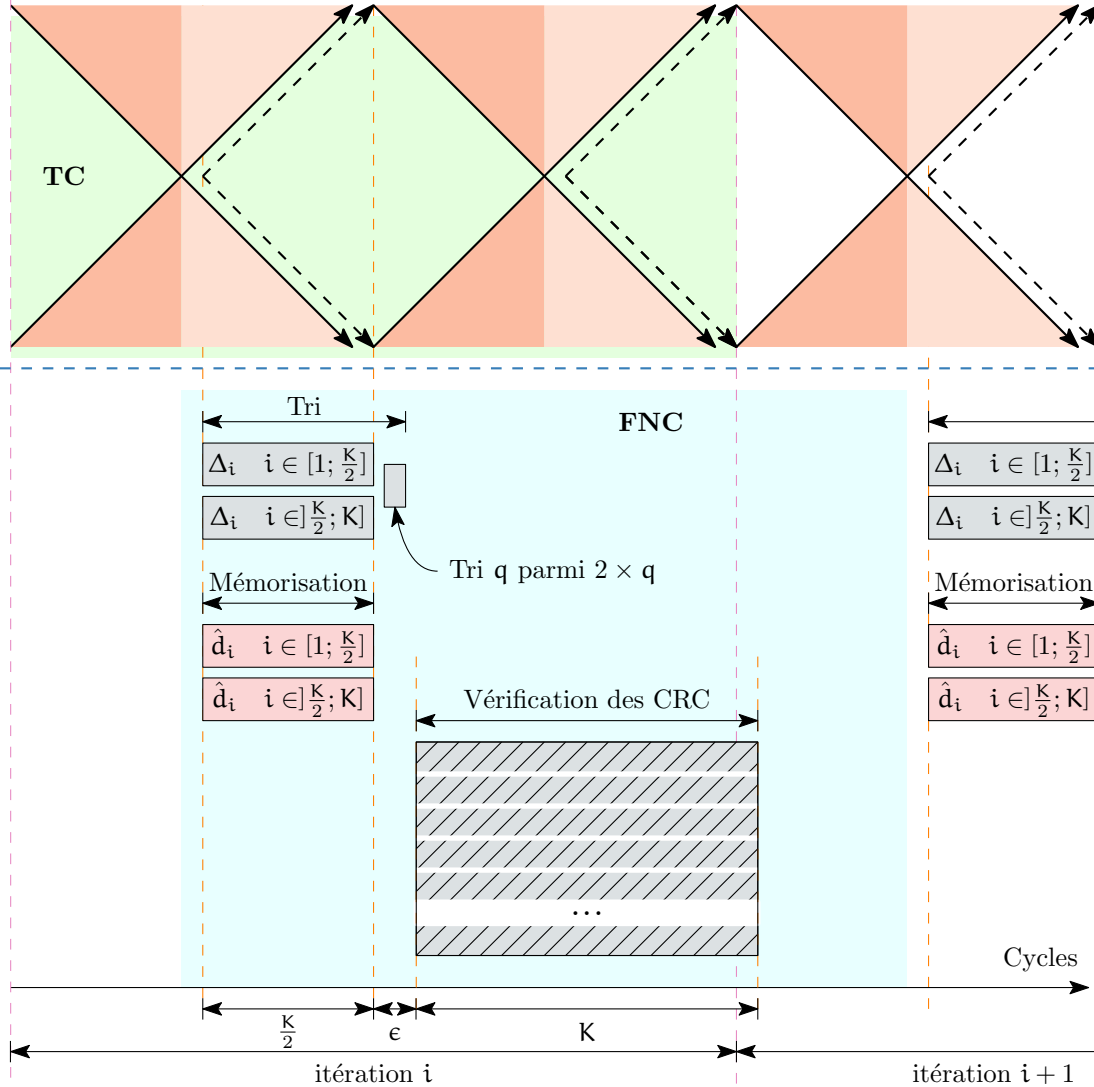 TC
Tri
FNC
Δᵢ i ∈ [1; K/2]
Δᵢ i ∈ [1; K/2]
Δᵢ i ∈]K/2; K]
Δᵢ i ∈]K/2; K]
Tri q parmi 2 × q
Mémorisation
Mémorisation
d̂ᵢ i ∈ [1; K/2]
d̂ᵢ i ∈ [1; K/2]
d̂ᵢ i ∈]K/2; K]
d̂ᵢ i ∈]K/2; K]
Vérification des CRC
...
Cycles
K/2
ϵ
K
itération i
itération i + 1